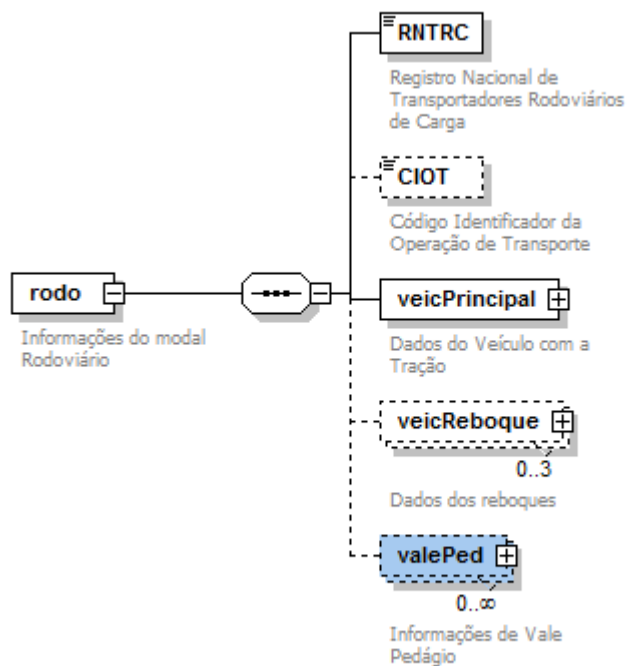 RNTRC
Registro Nacional de
Transportadores Rodoviários
de Carga
CIOT
Código Identificador da
Operação de Transporte
rodo
Informações do modal
Rodoviário
veicPrincipal
Dados do Veículo com a
Tração
veicReboque
0..3
Dados dos reboques
valePed
0..∞
Informações de Vale
Pedágio